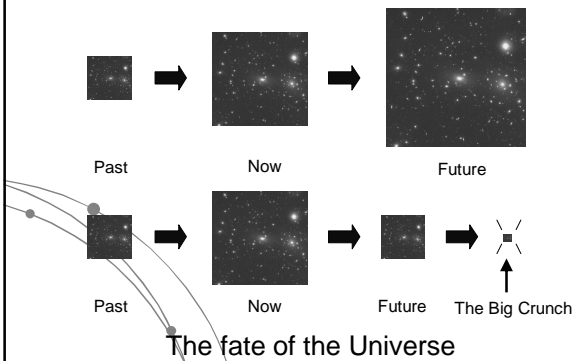 Past Now Future
Past Now Future The Big Crunch
The fate of the Universe